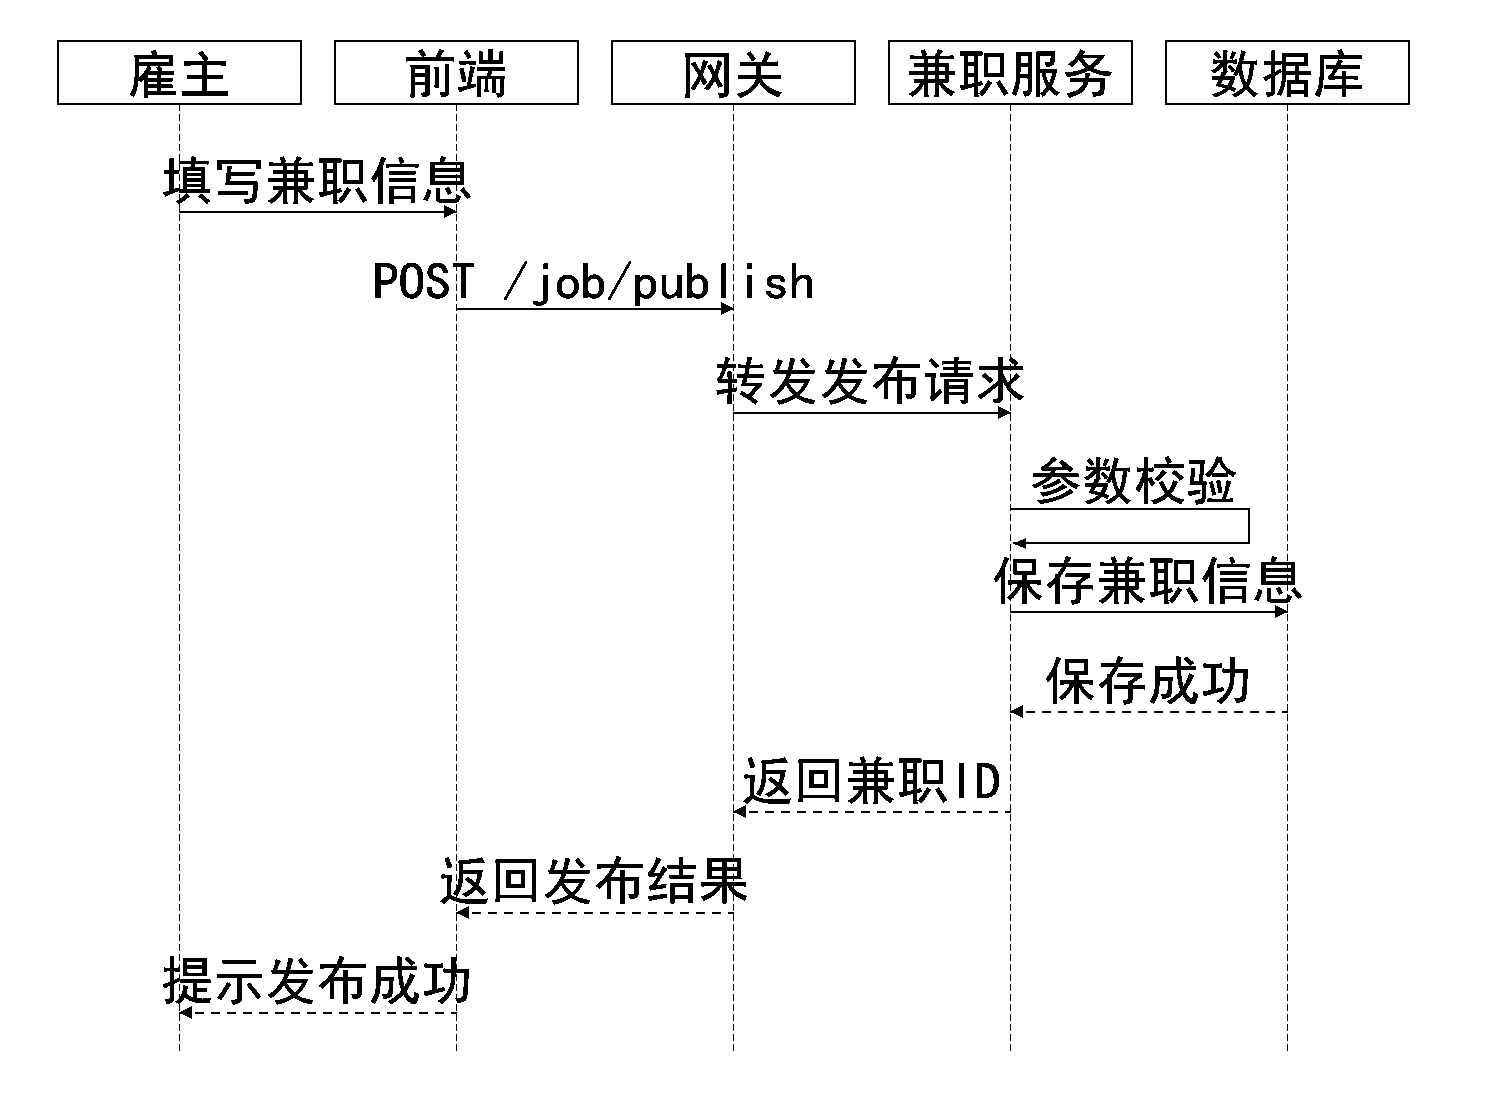 雇主
前端
网关
兼职服务
数据库
填写兼职信息
POST /job/publish
转发发布请求
参数校验
保存兼职信息
保存成功
返回兼职ID
返回发布结果
提示发布成功